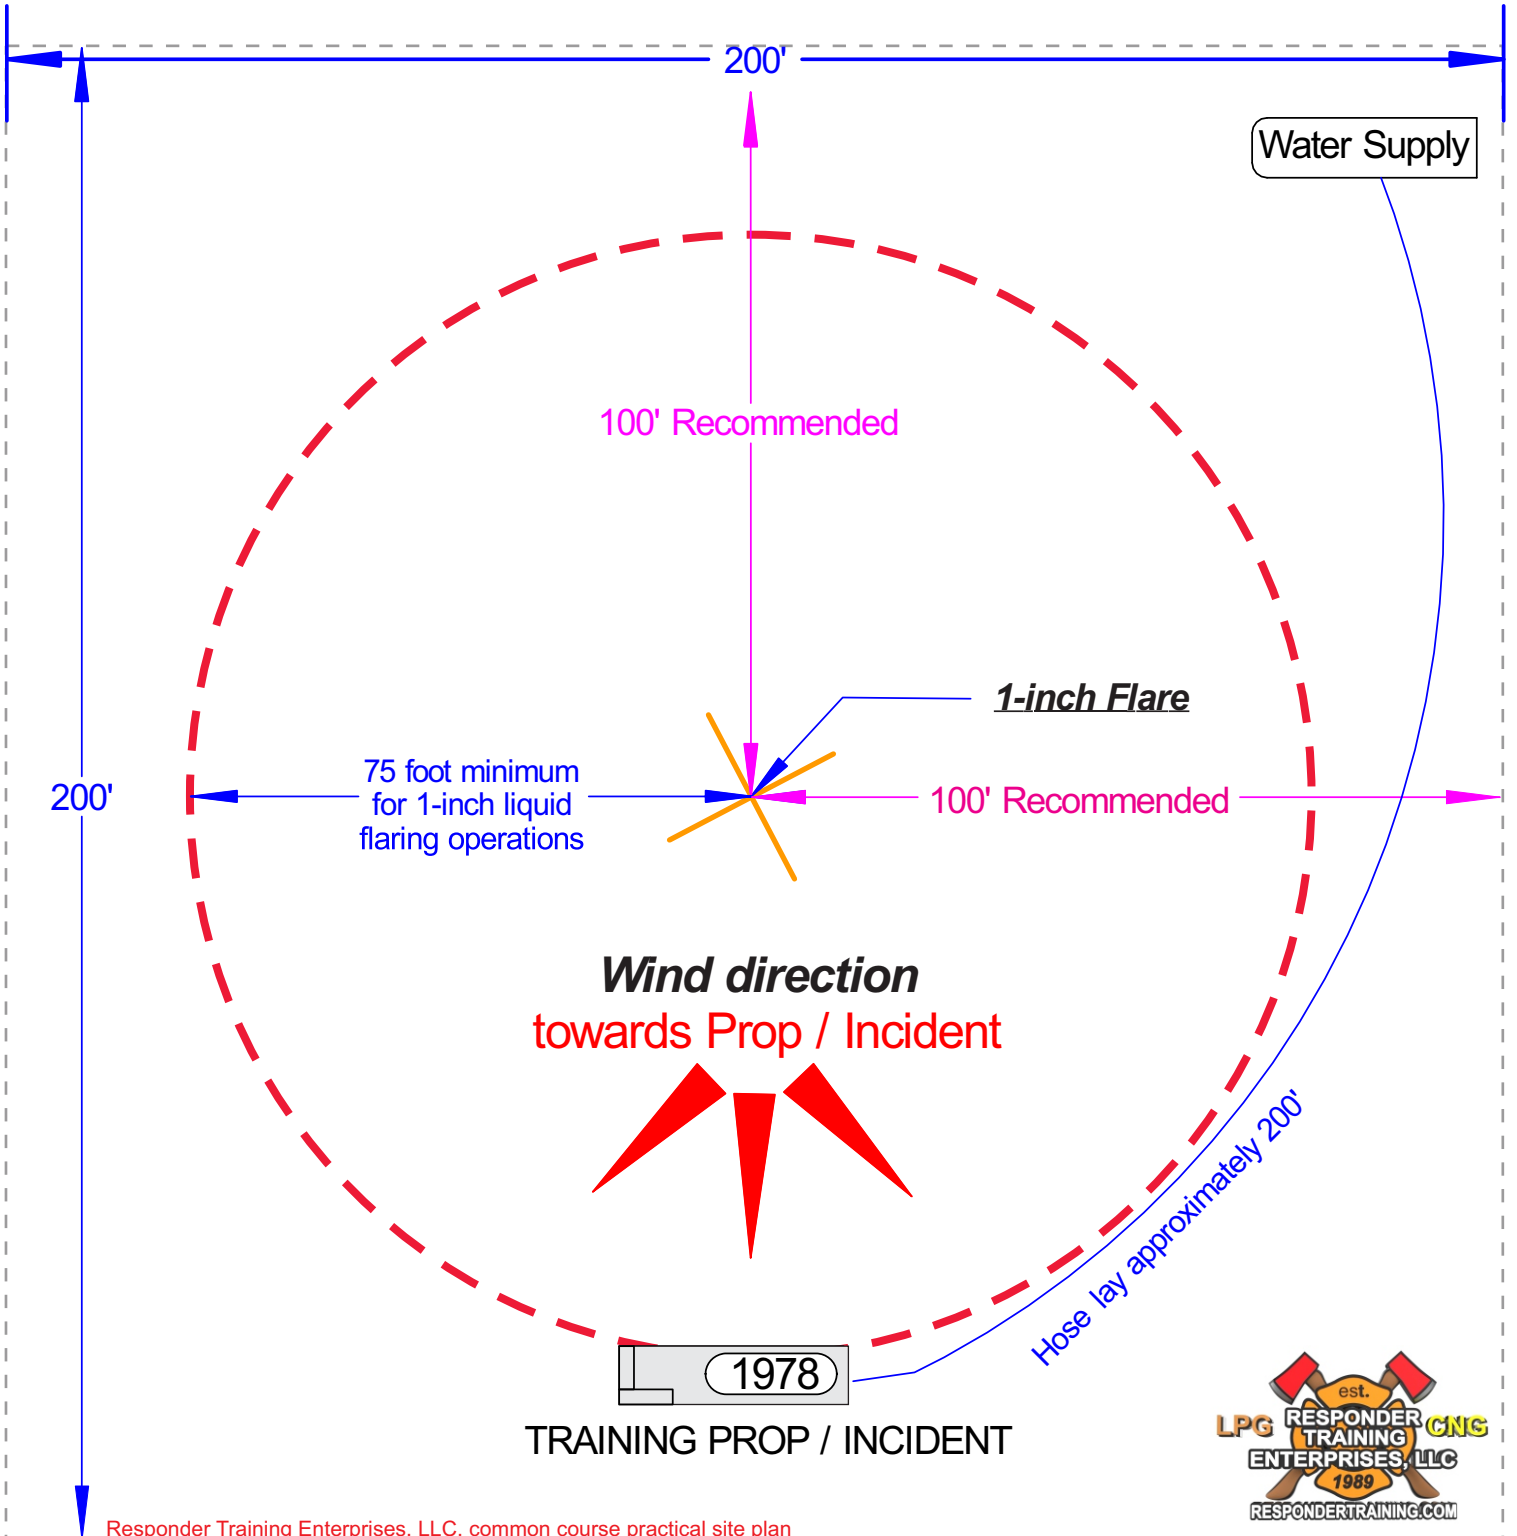 200'
Water Supply
100' Recommended
1-inch Flare
75 foot minimum
for 1-inch liquid
flaring operations
200'
100' Recommended
Wind direction
towards Prop / Incident
Hose lay approximately 200'
1978
TRAINING PROP / INCIDENT
est.
LPG RESPONDER CNG
TRAINING
ENTERPRISES, LLC
1989
RESPONDERTRAINING.COM
Responder Training Enterprises, LLC, common course practical site plan